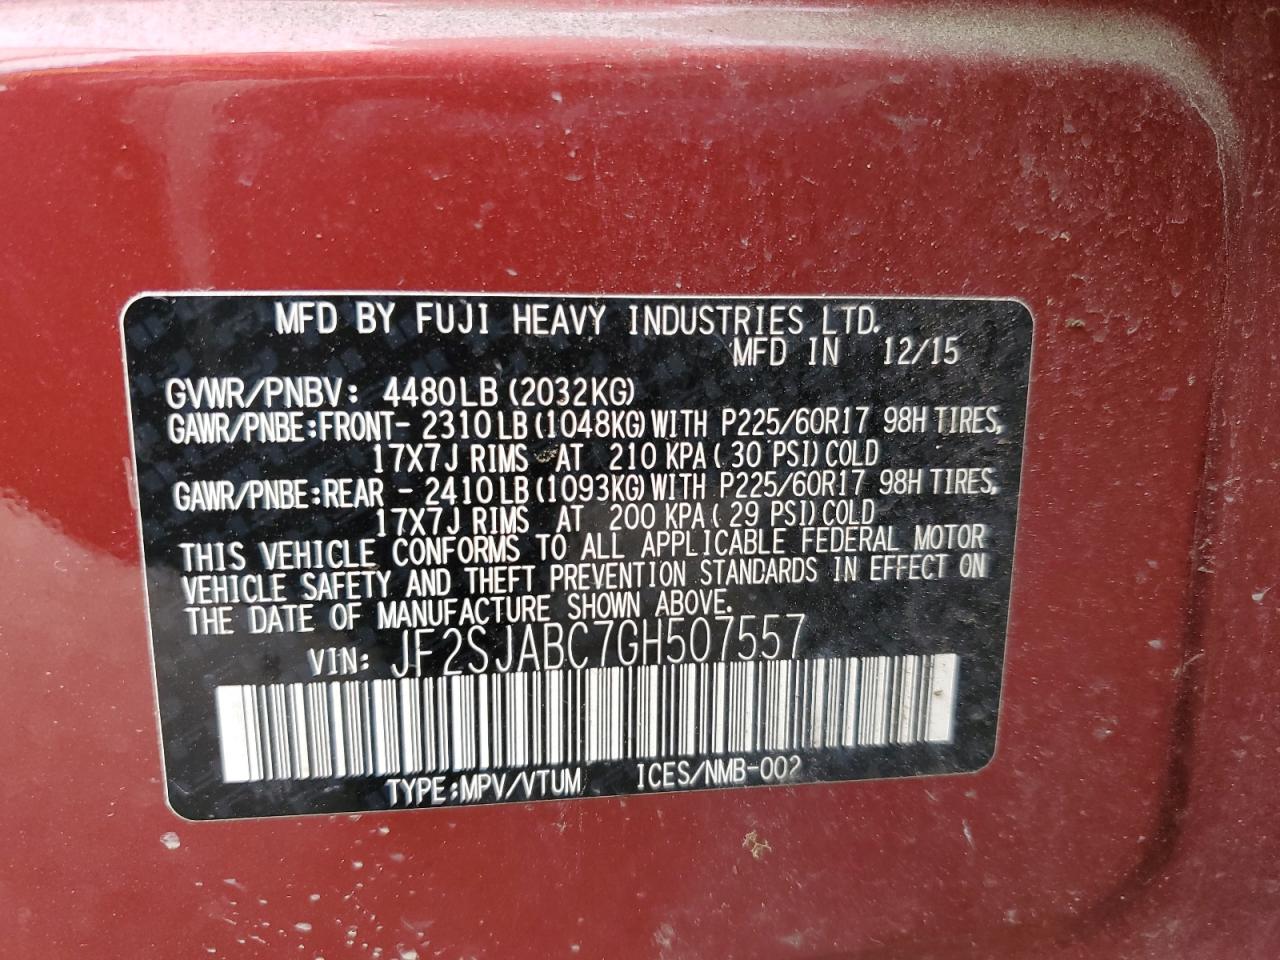 MFD BY FUJI HEAVY INDUSTRIES LTD.
MFD IN 12/15
GVWR/PNBV: 4480LB (2032KG)
GAWR/PNBE:FRONT- 2310LB(1048KG)WITH P225/60R17 98H TIRES,
17X7J RIMS AT 210 KPA( 30 PSI)COLD
GAWR/PNBE:REAR - 2410LB(1093KG)WITH P225/60R17 98H TIRES,
17X7J RIMS AT 200 KPA( 29 PSI)COLD
THIS VEHICLE CONFORMS TO ALL APPLICABLE FEDERAL MOTOR
VEHICLE SAFETY AND THEFT PREVENTION STANDARDS IN EFFECT ON
THE DATE OF MANUFACTURE SHOWN ABOVE.
VIN: JF2SJABC7GH507557
TYPE:MPV/VTUM ICES/NMB-002